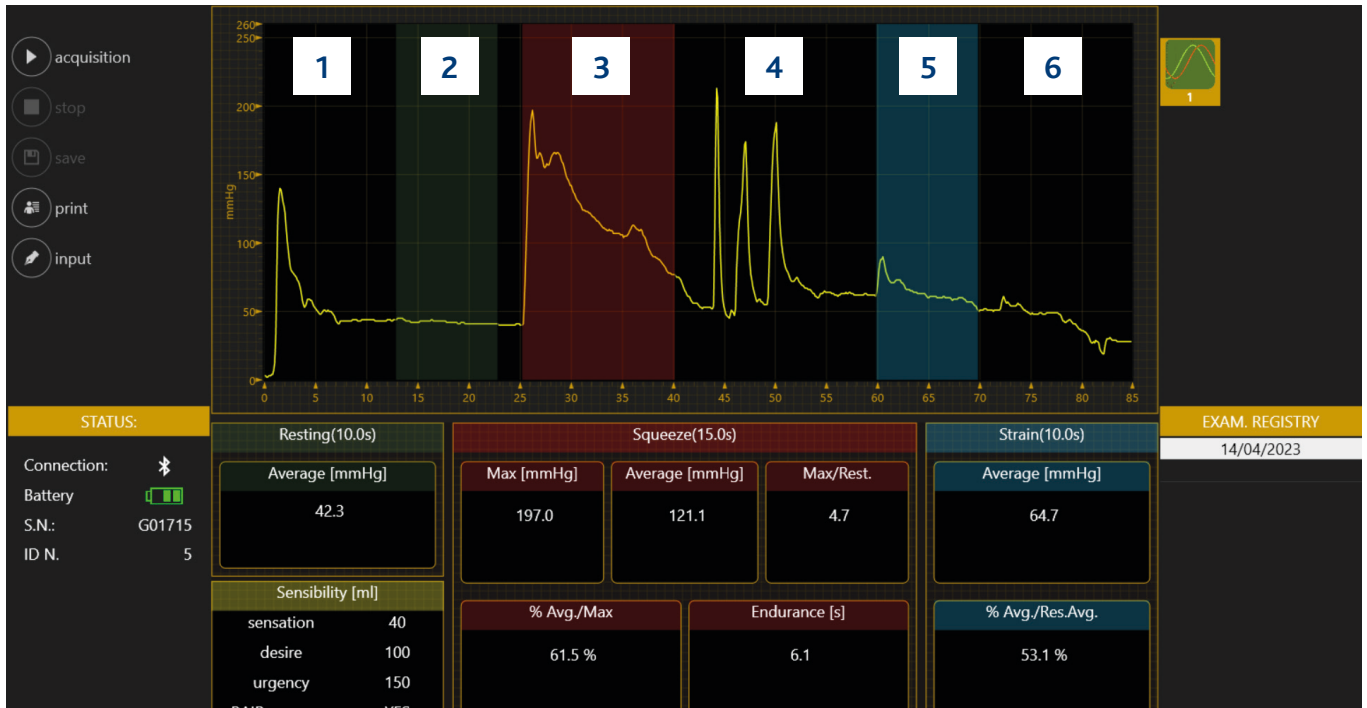 acquisition
stop
save
print
input
260
250
200
150
100
50
0
mmHg
1 2 3 4 5 6
0 5 10 15 20 25 30 35 40 45 50 55 60 65 70 75 80 85
1
STATUS:
Connection:
Battery
S.N.: G01715
ID N. 5
Resting(10.0s)
Average [mmHg]
42.3
Sensibility [ml]
sensation 40
desire 100
urgency 150
Squeeze(15.0s)
Max [mmHg] Average [mmHg] Max/Rest.
197.0 121.1 4.7
% Avg./Max Endurance [s]
61.5 % 6.1
Strain(10.0s)
Average [mmHg]
64.7
% Avg./Res.Avg.
53.1 %
EXAM. REGISTRY
14/04/2023